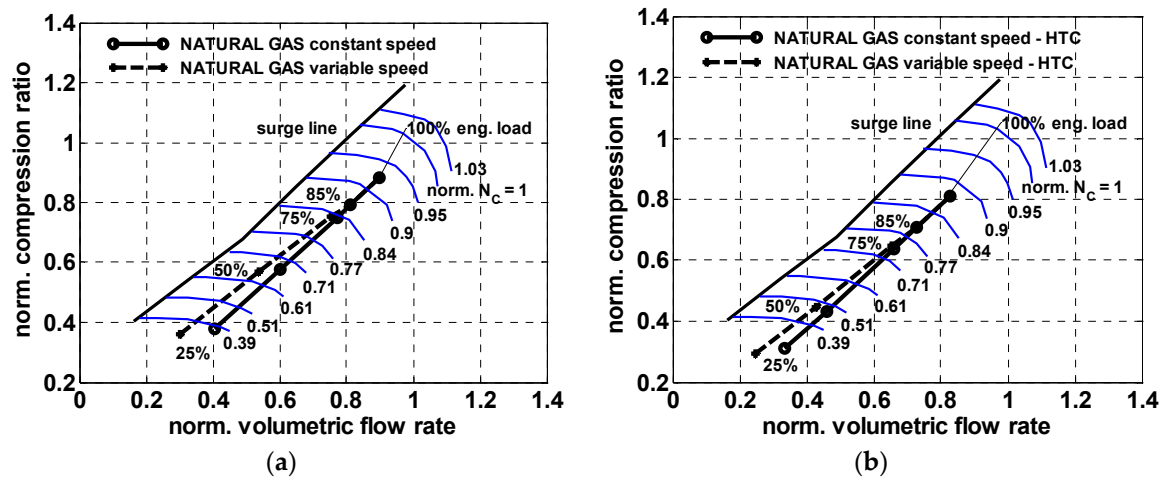 1.4
NATURAL GAS constant speed
NATURAL GAS variable speed
1.2
surge line
100% eng. load
1
1.03
norm. N_C = 1
0.95
85%
0.8
75%
0.9
0.84
0.77
0.6
50%
0.71
0.61
0.51
0.4
0.39
25%
0.2
0 0.2 0.4 0.6 0.8 1 1.2 1.4
norm. compression ratio
norm. volumetric flow rate
(a)
1.4
NATURAL GAS constant speed - HTC
NATURAL GAS variable speed - HTC
1.2
surge line
100% eng. load
1
1.03
norm. N_C = 1
0.95
85%
0.8
0.9
75%
0.84
0.77
0.6
0.71
0.61
50%
0.51
0.4
0.39
25%
0.2
0 0.2 0.4 0.6 0.8 1 1.2 1.4
norm. compression ratio
norm. volumetric flow rate
(b)